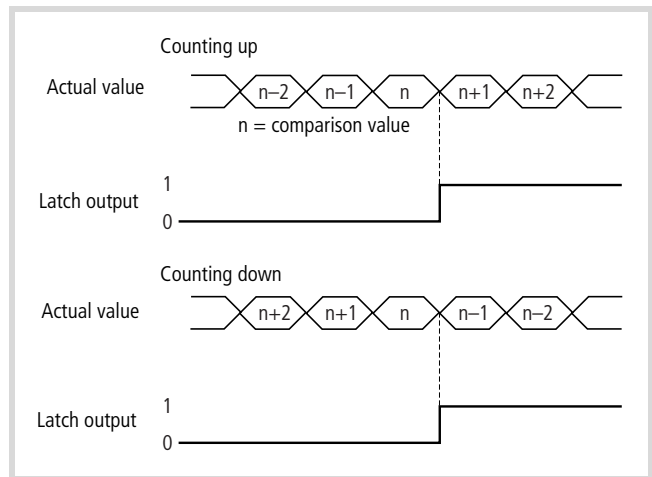 Counting up
Actual value
n–2 n–1 n n+1 n+2
n = comparison value
1
Latch output
0
Counting down
Actual value
n+2 n+1 n n–1 n–2
1
Latch output
0